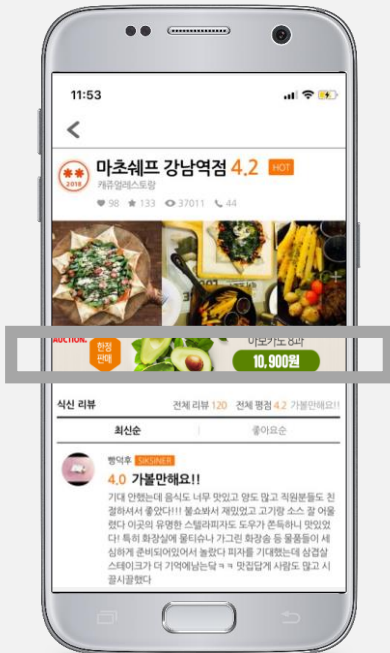 11:53
마초쉐프 강남역점 4.2 HOT
2018
캐쥬얼레스토랑
98 133 37011 44
AUCTION.
한정
판매
아보카도 8과
10,900원
식신 리뷰 전체 리뷰 120 전체 평점 4.2 가볼만해요!!
최신순 좋아요순
빵덕후 SIKSINER
4.0 가볼만해요!!
기대 안했는데 음식도 너무 맛있고 양도 많고 직원분들도 친
절하셔서 좋았다!!! 불쇼봐서 재밌었고 고기랑 소스 잘 어울
렸다 이곳의 유명한 스텔라피자도 도우가 쫀득하니 맛있었
다! 특히 화장실에 물티슈나 가그린 화장솜 등 물품들이 세
심하게 준비되어있어서 놀랐다 피자를 기대했는데 삼겹살
스테이크가 더 기억에남는닼ㅋㅋ 맛집답게 사람도 많고 시
끌시끌했다